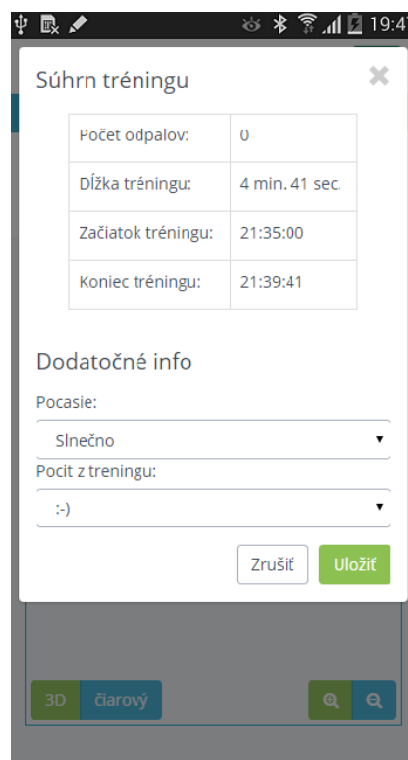 19:47
Súhrn tréningu
Počet odpalov: 0
Dĺžka tréningu: 4 min. 41 sec.
Začiatok tréningu: 21:35:00
Koniec tréningu: 21:39:41
Dodatočné info
Pocasie:
Slnečno
Pocit z treningu:
:-)
Zrušiť Uložiť
3D čiarový